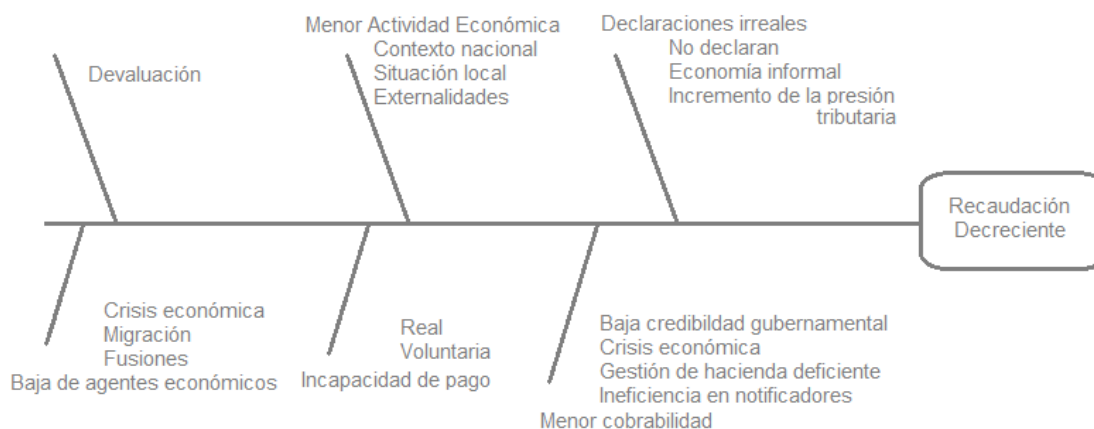 Menor Actividad Económica
Contexto nacional
Situación local
Externalidades
Declaraciones irreales
No declaran
Economía informal
Incremento de la presión
tributaria
Devaluación
Recaudación
Decreciente
Crisis económica
Migración
Fusiones
Baja de agentes económicos
Real
Voluntaria
Incapacidad de pago
Baja credibildad gubernamental
Crisis económica
Gestión de hacienda deficiente
Ineficiencia en notificadores
Menor cobrabilidad